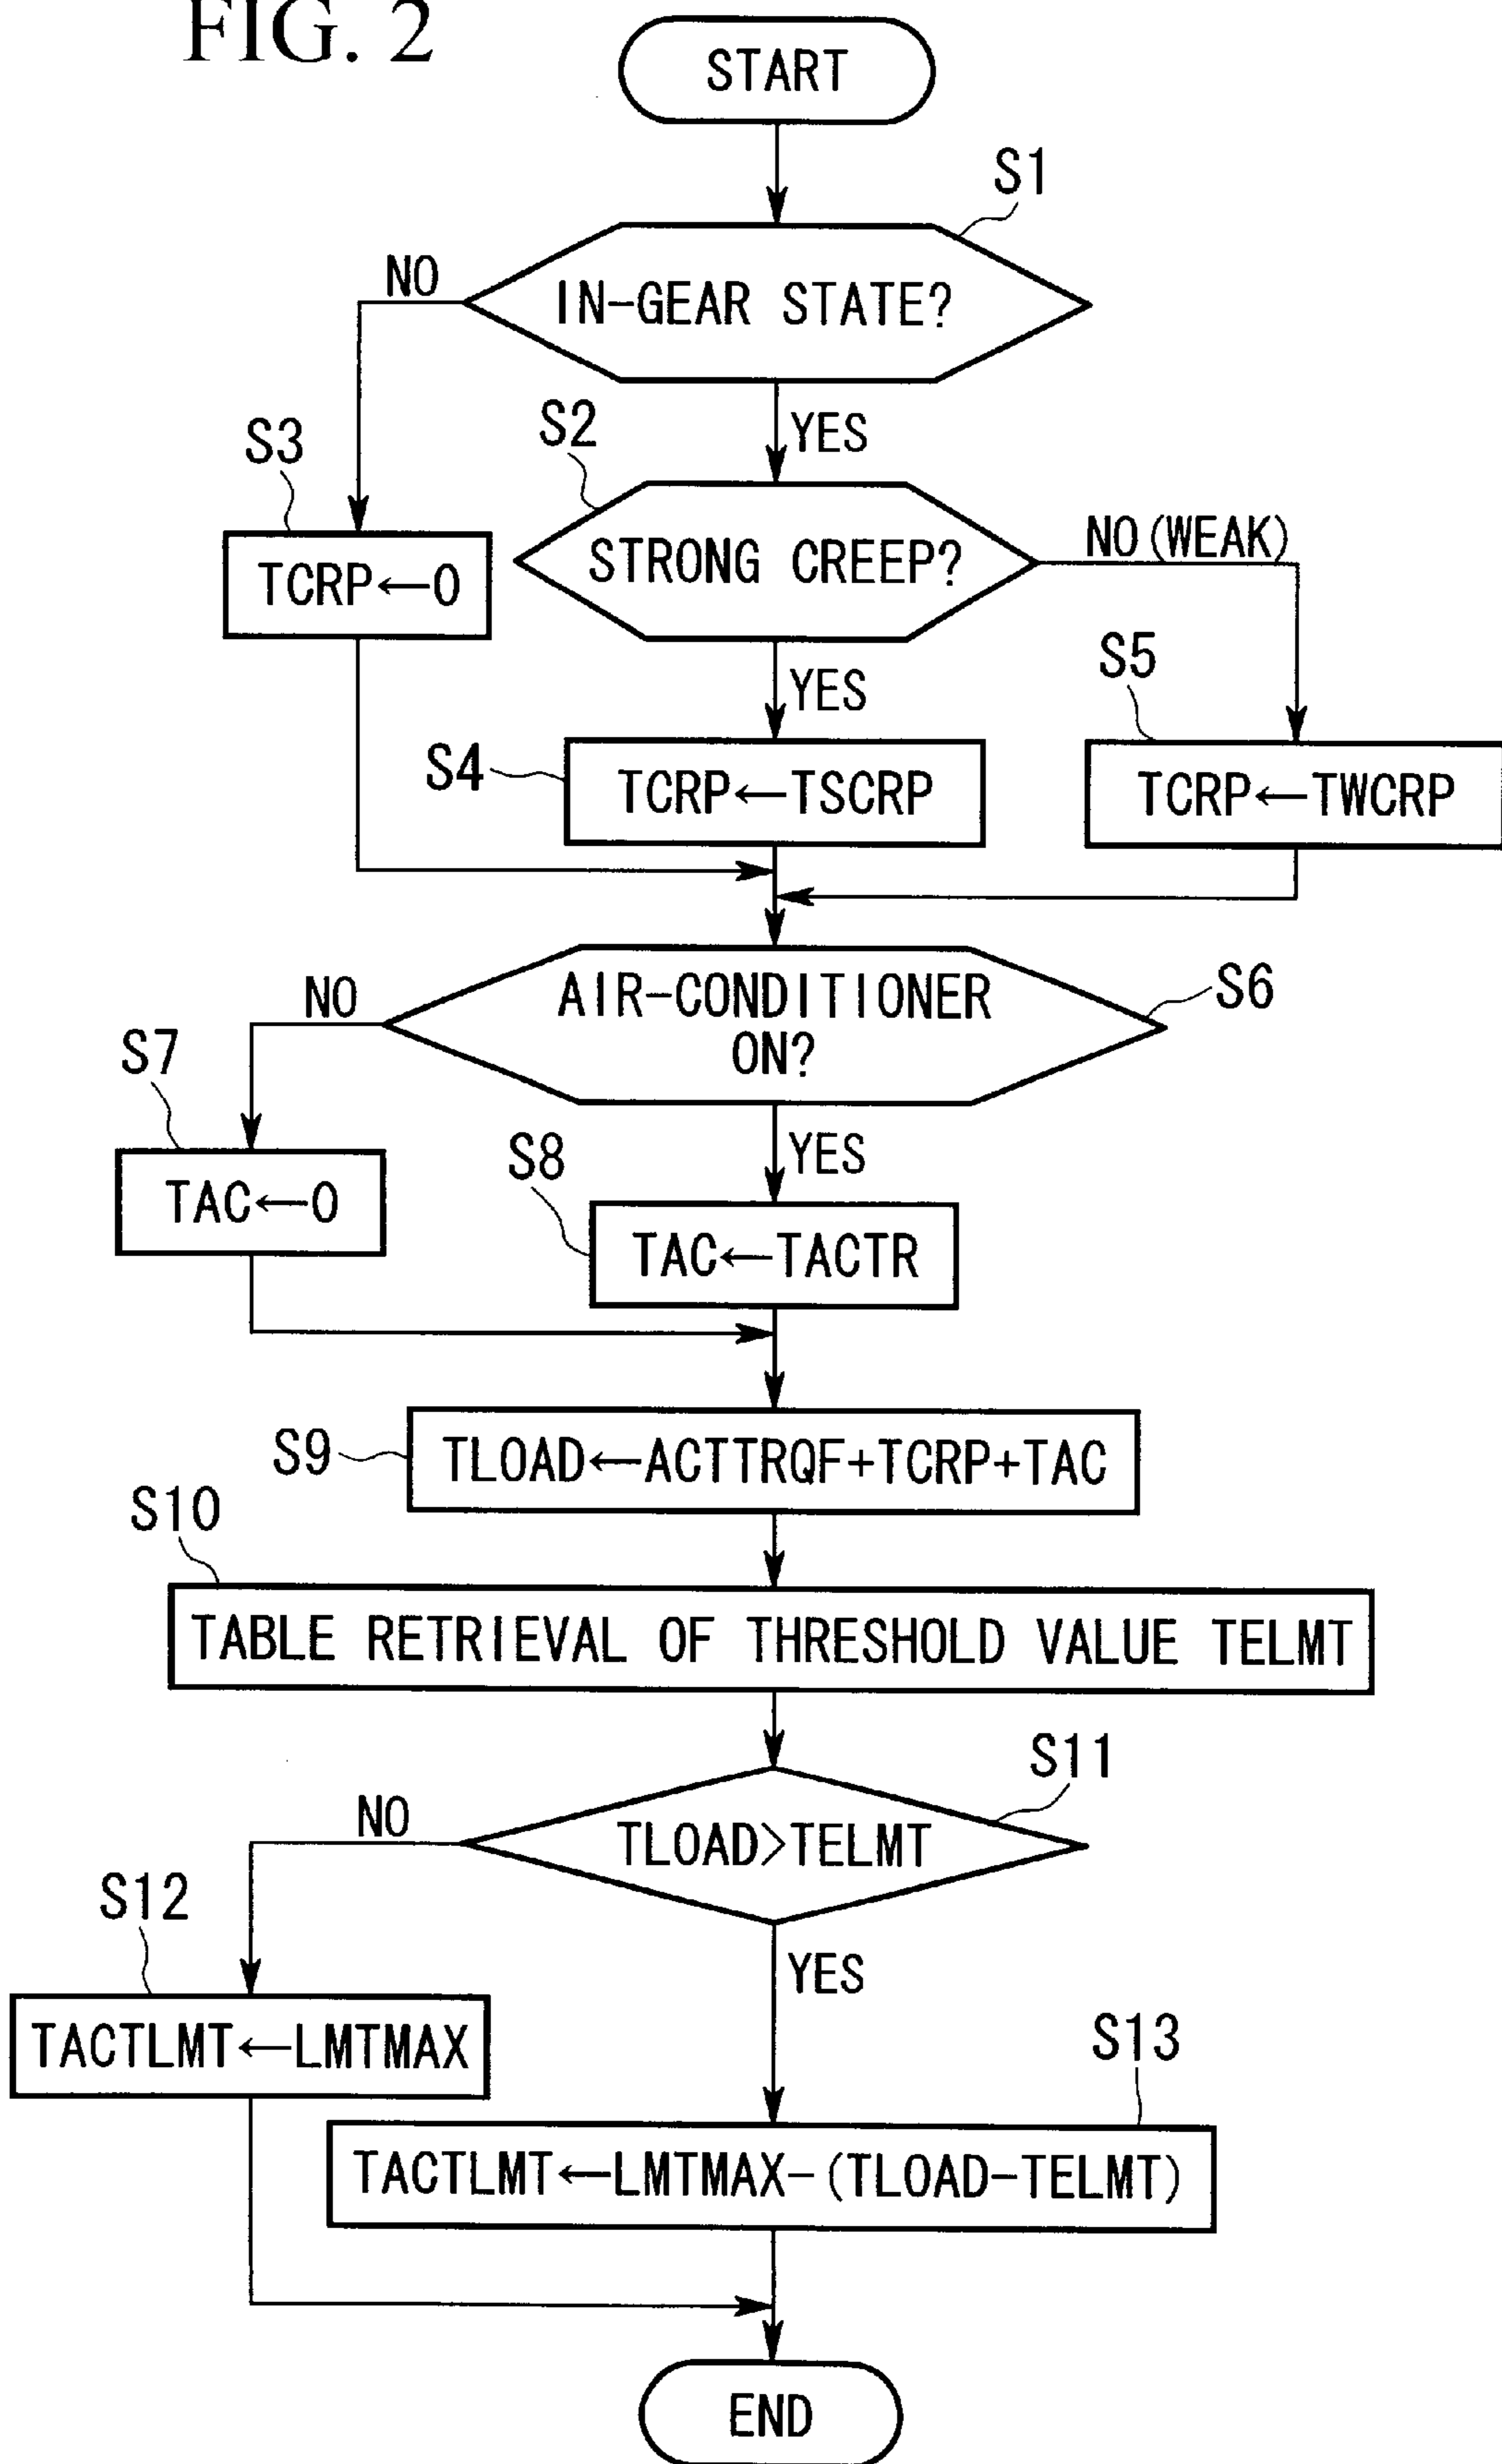 FIG. 2
START
S1
NO
IN-GEAR STATE?
S2
YES
S3
NO (WEAK)
STRONG CREEP?
TCRP←0
S5
YES
S4
TCRP←TSCRP
TCRP←TWCRP
AIR-CONDITIONER
ON?
S6
NO
S7
YES
S8
TAC←0
TAC←TACTR
S9
TLOAD←ACTTRQF+TCRP+TAC
S10
TABLE RETRIEVAL OF THRESHOLD VALUE TELMT
S11
NO
TLOAD>TELMT
S12
YES
TACTLMT←LMTMAX
S13
TACTLMT←LMTMAX-(TLOAD-TELMT)
END